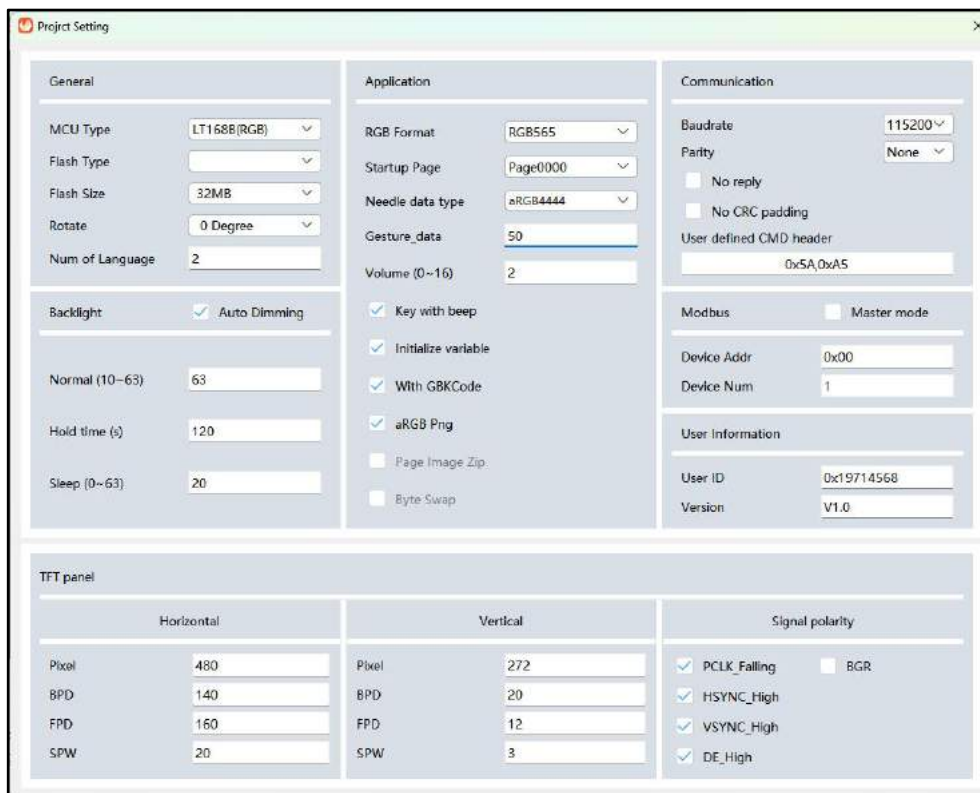 Projrct Setting
General
MCU Type LT168B(RGB)
Flash Type
Flash Size 32MB
Rotate 0 Degree
Num of Language 2
Backlight Auto Dimming
Normal (10~63) 63
Hold time (s) 120
Sleep (0~63) 20
Application
RGB Format RGB565
Startup Page Page0000
Needle data type aRGB4444
Gesture_data 50
Volume (0~16) 2
Key with beep
Initialize variable
With GBKCode
aRGB Png
Page Image Zip
Byte Swap
Communication
Baudrate 115200
Parity None
No reply
No CRC padding
User defined CMD header
0x5A,0xA5
Modbus Master mode
Device Addr 0x00
Device Num 1
User Information
User ID 0x19714568
Version V1.0
TFT panel
Horizontal
Pixel 480
BPD 140
FPD 160
SPW 20
Vertical
Pixel 272
BPD 20
FPD 12
SPW 3
Signal polarity
PCLK_Falling BGR
HSYNC_High
VSYNC_High
DE_High